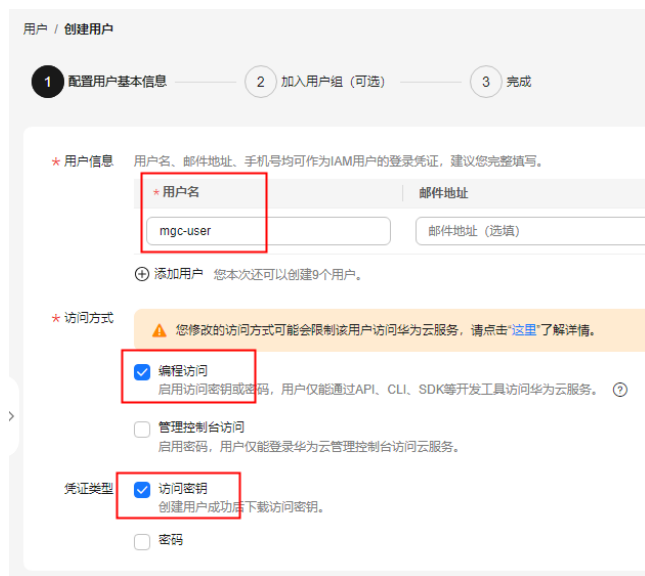 用户 / 创建用户
1 配置用户基本信息 2 加入用户组（可选） 3 完成
* 用户信息 用户名、邮件地址、手机号均可作为IAM用户的登录凭证，建议您完整填写。
* 用户名 邮件地址
mgc-user 邮件地址（选填）
添加用户 您本次还可以创建9个用户。
* 访问方式 您修改的访问方式可能会限制该用户访问华为云服务，请点击“这里”了解详情。
编程访问
启用访问密钥或密码，用户仅能通过API、CLI、SDK等开发工具访问华为云服务。
管理控制台访问
启用密码，用户仅能登录华为云管理控制台访问云服务。
凭证类型 访问密钥
创建用户成功后下载访问密钥。
密码